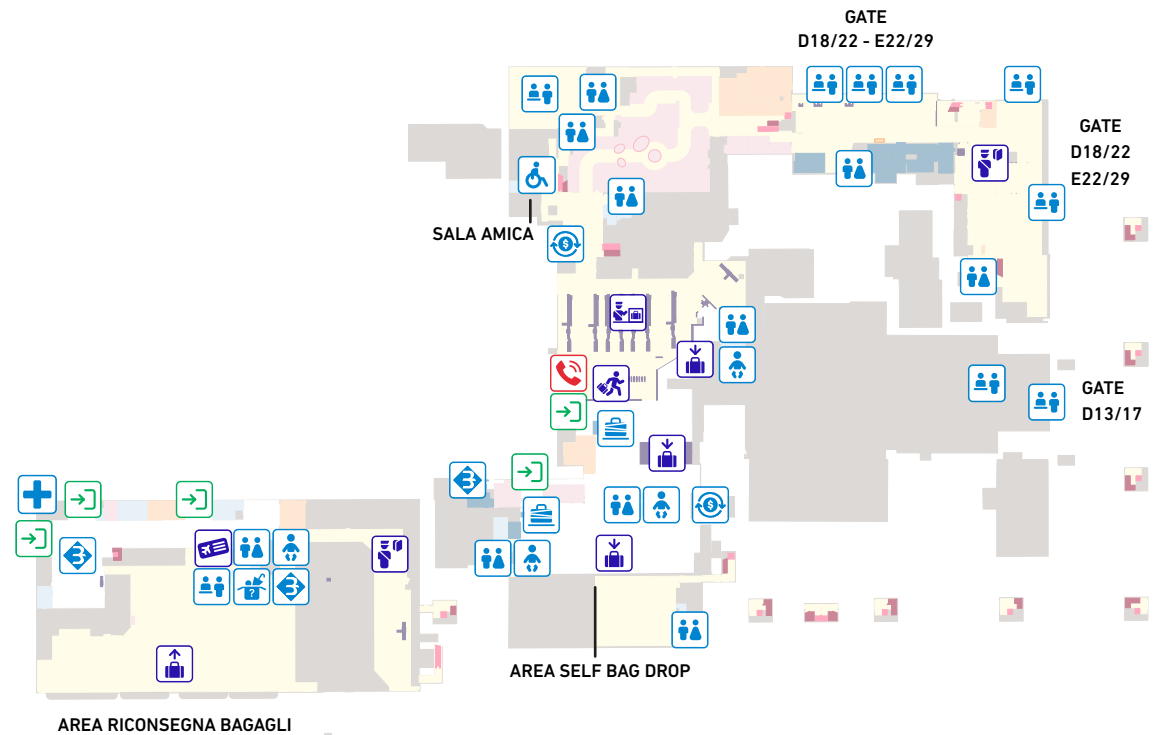 GATE
D18/22 - E22/29
GATE
D18/22
E22/29
SALA AMICA
GATE
D13/17
AREA SELF BAG DROP
AREA RICONSEGNA BAGAGLI